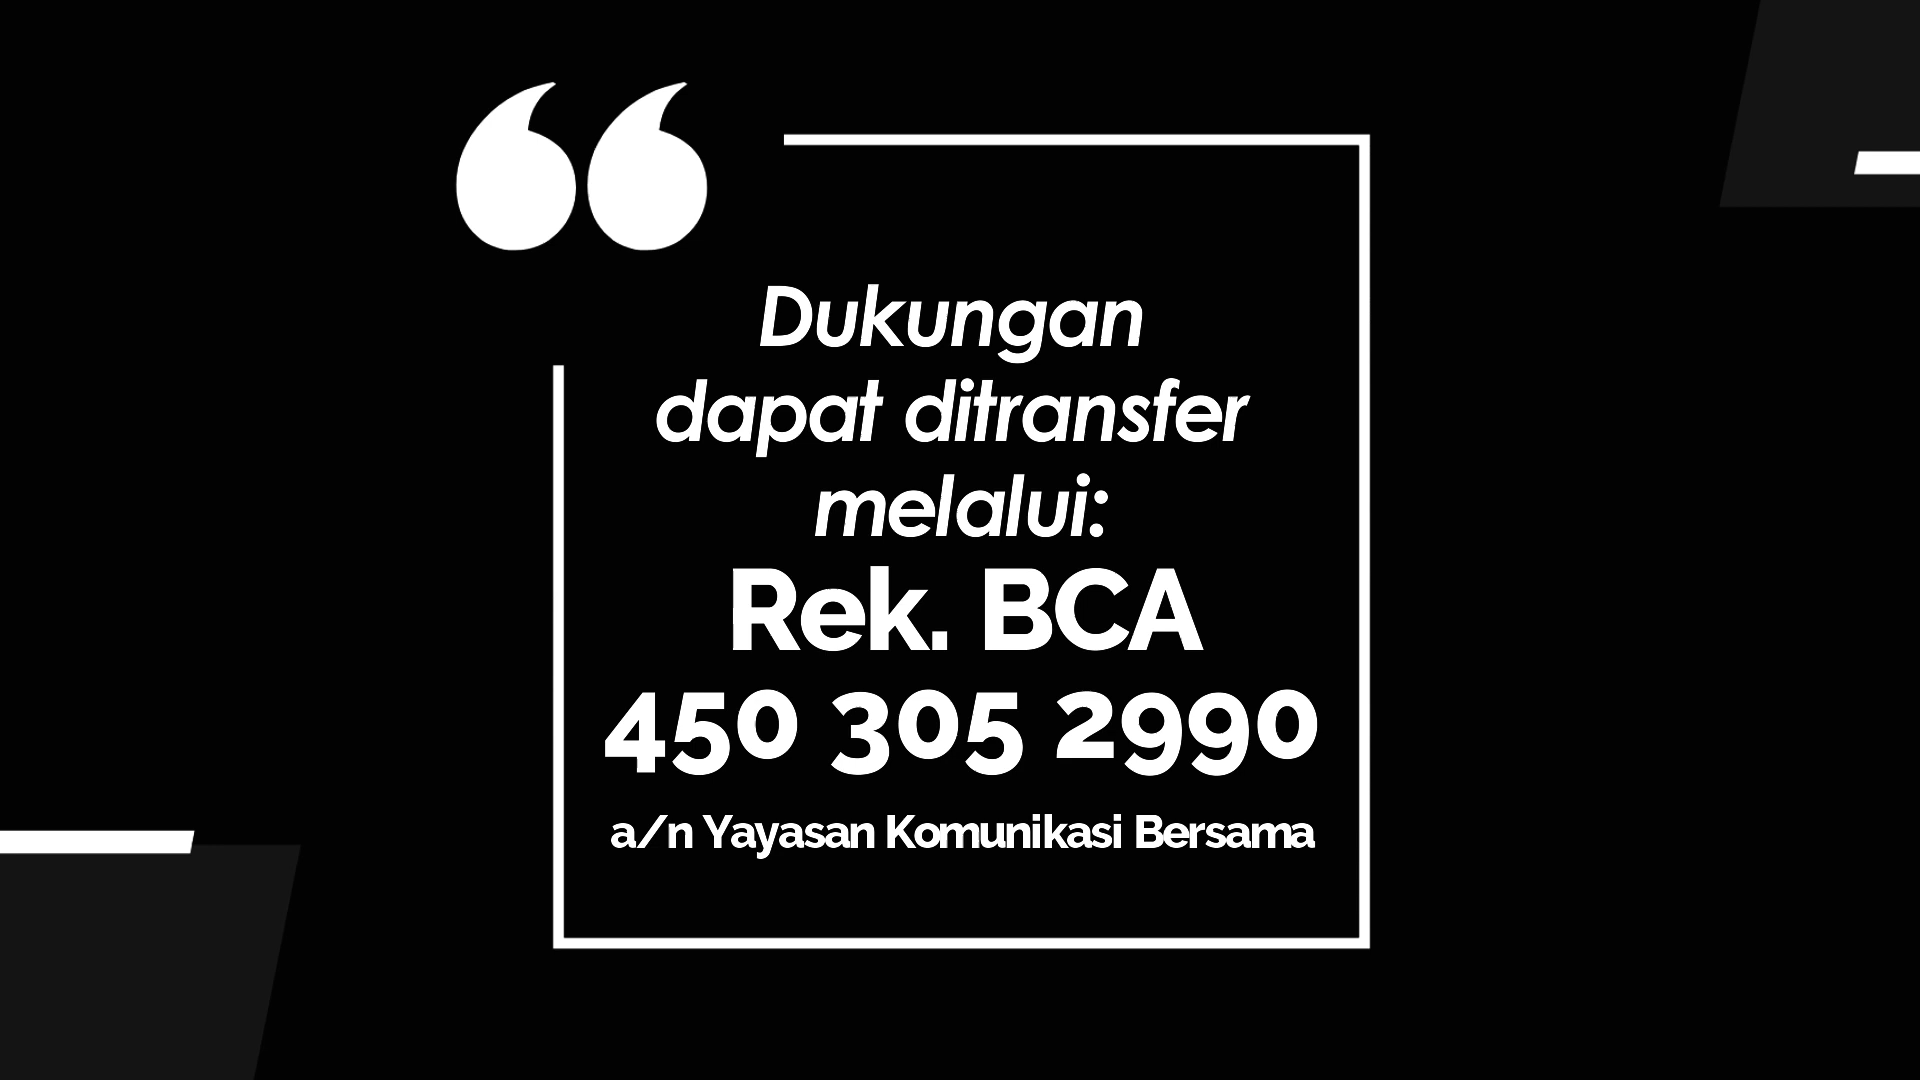 Dukungan
dapat ditransfer
melalui:
Rek. BCA
450 305 2990
a/n Yayasan Komunikasi Bersama